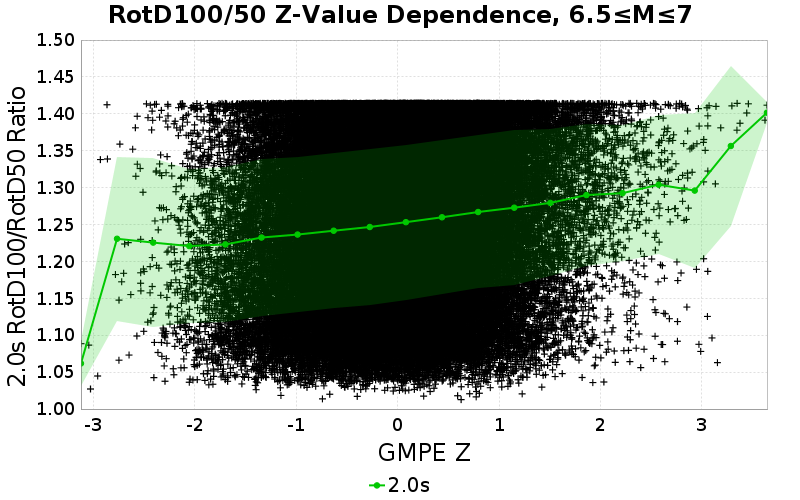 RotD100/50 Z-Value Dependence, 6.5≤M≤7
2.0s RotD100/RotD50 Ratio
1.50
1.45
1.40
1.35
1.30
1.25
1.20
1.15
1.10
1.05
1.00
-3 -2 -1 0 1 2 3
GMPE Z
2.0s